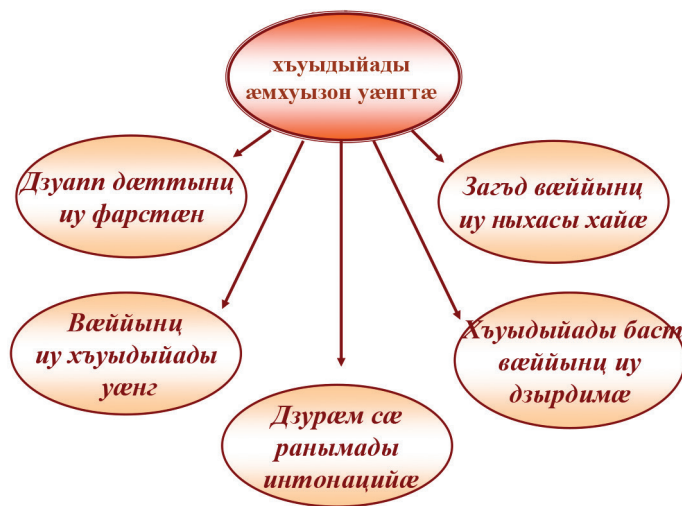 хъуыдыйады
æмхуызон уæнгтæ
Дзуапп дæттынц
иу фарстæн
Загъд вæййынц
иу ныхасы хайæ
Вæййынц
иу хъуыдыйады
уæнг
Хъуыдыйады баст
вæййынц иу
дзырдимæ
Дзурæм сæ
ранымады
интонацийæ